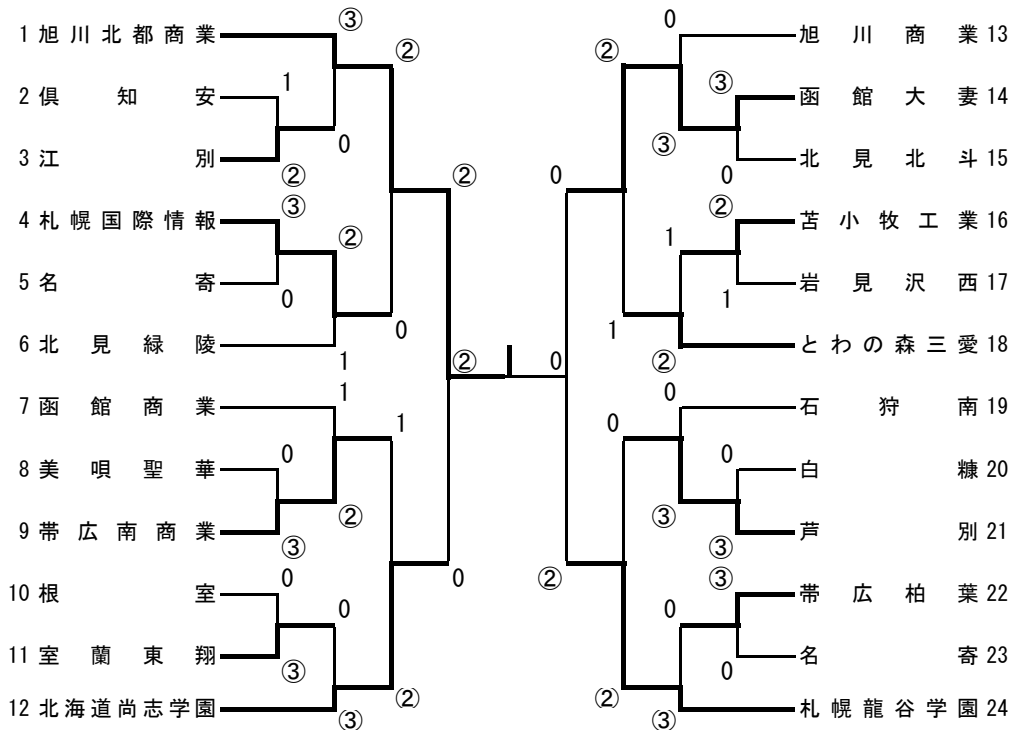 ③
0
1 旭川北都商業
旭川商業 13
②
②
1
③
2 倶知安
函館大妻 14
0
③
3 江別
北見北斗 15
②
②
0
0
③
②
4 札幌国際情報
苫小牧工業 16
②
1
5 名寄
岩見沢西 17
0
1
0
1
6 北見緑陵
とわの森三愛 18
1
②
0
②
1
0
7 函館商業
石狩南 19
1
0
0
0
8 美唄聖華
白糠 20
②
③
9 帯広南商業
芦別 21
③
③
0
0
②
③
10 根室
帯広柏葉 22
0
0
11 室蘭東翔
名寄 23
③
0
②
②
12 北海道尚志学園
札幌龍谷学園 24
③
③